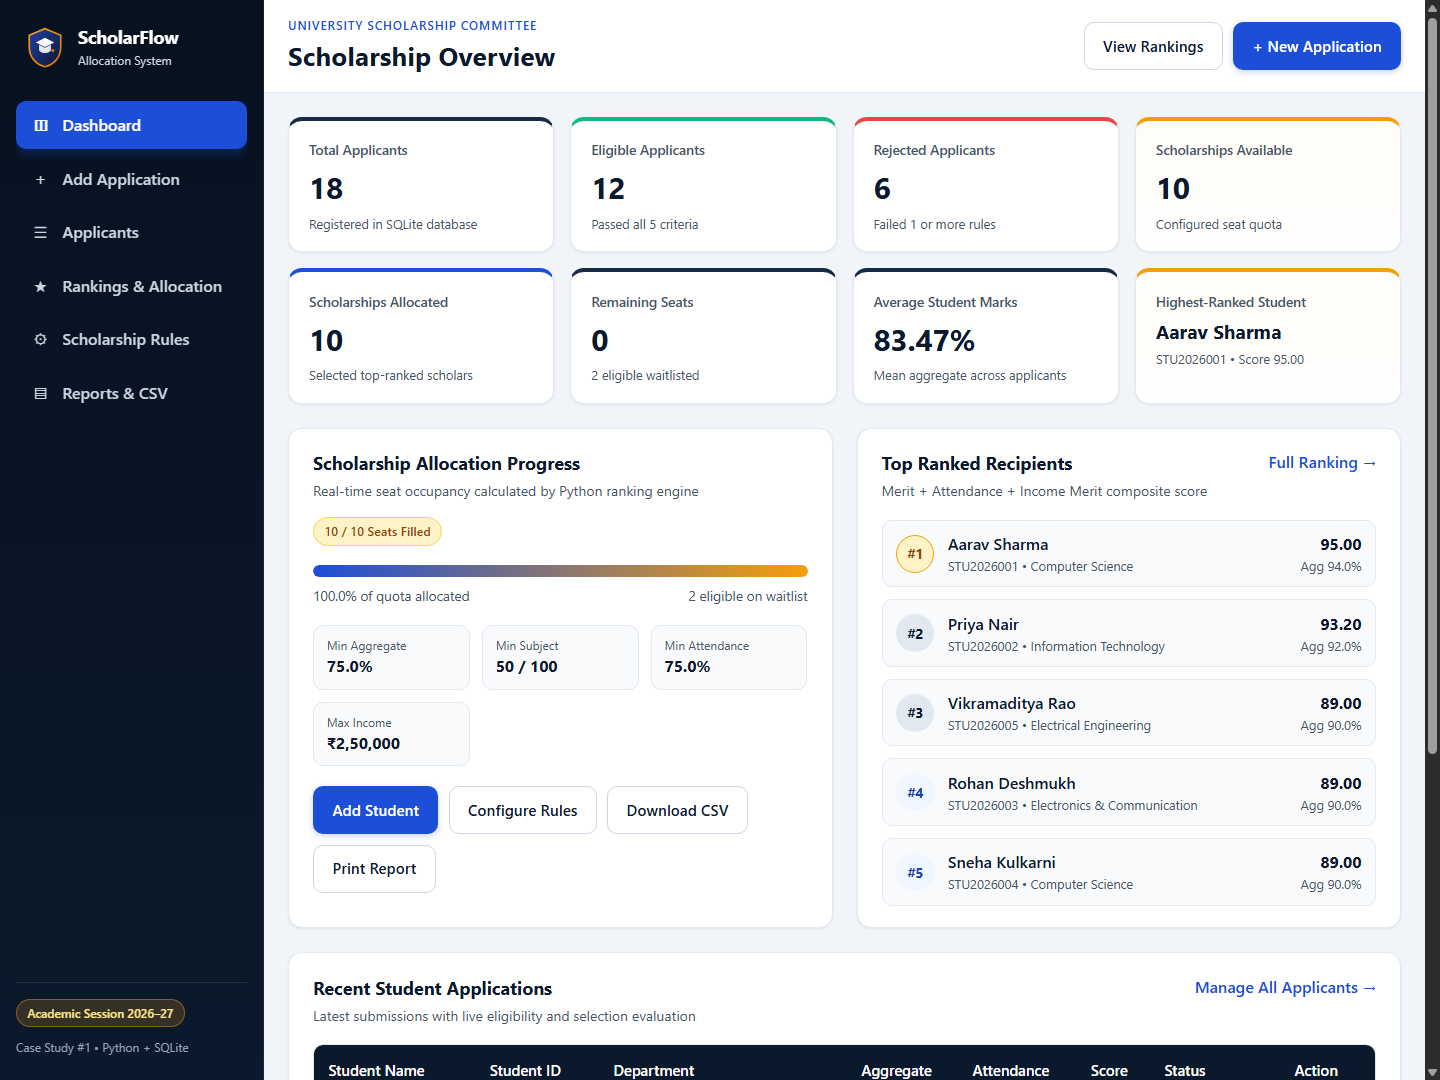 ScholarFlow
Allocation System
Dashboard
+ Add Application
Applicants
Rankings & Allocation
Scholarship Rules
Reports & CSV
Academic Session 2026–27
Case Study #1 • Python + SQLite
UNIVERSITY SCHOLARSHIP COMMITTEE
Scholarship Overview
View Rankings
+ New Application
Total Applicants
18
Registered in SQLite database
Eligible Applicants
12
Passed all 5 criteria
Rejected Applicants
6
Failed 1 or more rules
Scholarships Available
10
Configured seat quota
Scholarships Allocated
10
Selected top-ranked scholars
Remaining Seats
0
2 eligible waitlisted
Average Student Marks
83.47%
Mean aggregate across applicants
Highest-Ranked Student
Aarav Sharma
STU2026001 • Score 95.00
Scholarship Allocation Progress
Real-time seat occupancy calculated by Python ranking engine
10 / 10 Seats Filled
100.0% of quota allocated
2 eligible on waitlist
Min Aggregate
75.0%
Min Subject
50 / 100
Min Attendance
75.0%
Max Income
₹2,50,000
Add Student
Configure Rules
Download CSV
Print Report
Top Ranked Recipients
Full Ranking →
Merit + Attendance + Income Merit composite score
#1
Aarav Sharma
STU2026001 • Computer Science
95.00
Agg 94.0%
#2
Priya Nair
STU2026002 • Information Technology
93.20
Agg 92.0%
#3
Vikramaditya Rao
STU2026005 • Electrical Engineering
89.00
Agg 90.0%
#4
Rohan Deshmukh
STU2026003 • Electronics & Communication
89.00
Agg 90.0%
#5
Sneha Kulkarni
STU2026004 • Computer Science
89.00
Agg 90.0%
Recent Student Applications
Manage All Applicants →
Latest submissions with live eligibility and selection evaluation
Student Name Student ID Department Aggregate Attendance Score Status Action